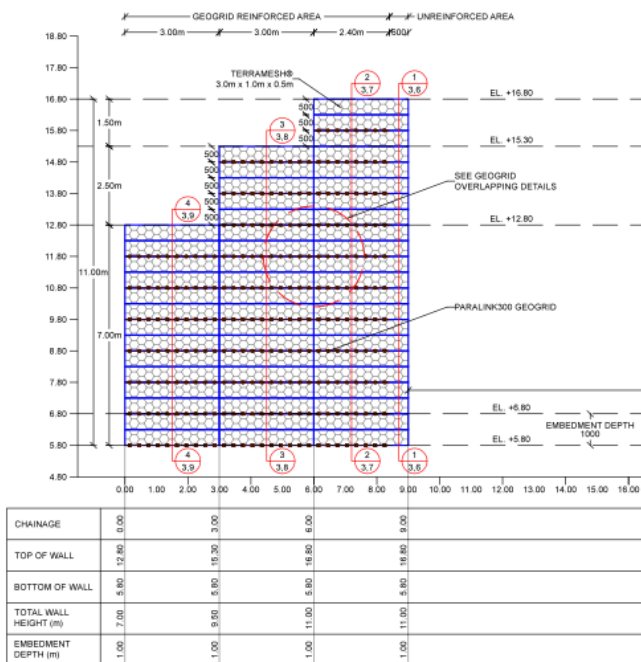 GEOGRID REINFORCED AREA
UNREINFORCED AREA
3.00m
3.00m
2.40m
600
18.80
16.80
15.80
14.80
13.80
12.80
11.80
10.80
9.80
8.80
7.80
6.80
5.80
4.80
TERRAMESH®
3.0m x 1.0m x 0.5m
2
3,7
1
3,6
3
3,8
4
3,9
500
500
500
500
500
500
500
1.50m
2.50m
11.00m
7.00m
EL. +16.80
EL. +15.30
SEE GEOGRID
OVERLAPPING DETAILS
EL. +12.80
PARALINK300 GEOGRID
EL. +6.80
EMBEDMENT DEPTH
1000
EL. +5.80
4
3,9
3
3,8
2
3,7
1
3,6
0.00 1.00 2.00 3.00 4.00 5.00 6.00 7.00 8.00 9.00 10.00 11.00 12.00 13.00 14.00 15.00 16.00
CHAINAGE 0.00 3.00 6.00 9.00
TOP OF WALL 12.80 15.30 16.80 16.80
BOTTOM OF WALL 5.80 5.80 5.80 5.80
TOTAL WALL
HEIGHT (m) 7.00 9.50 11.00 11.00
EMBEDMENT
DEPTH (m) 1.00 1.00 1.00 1.00